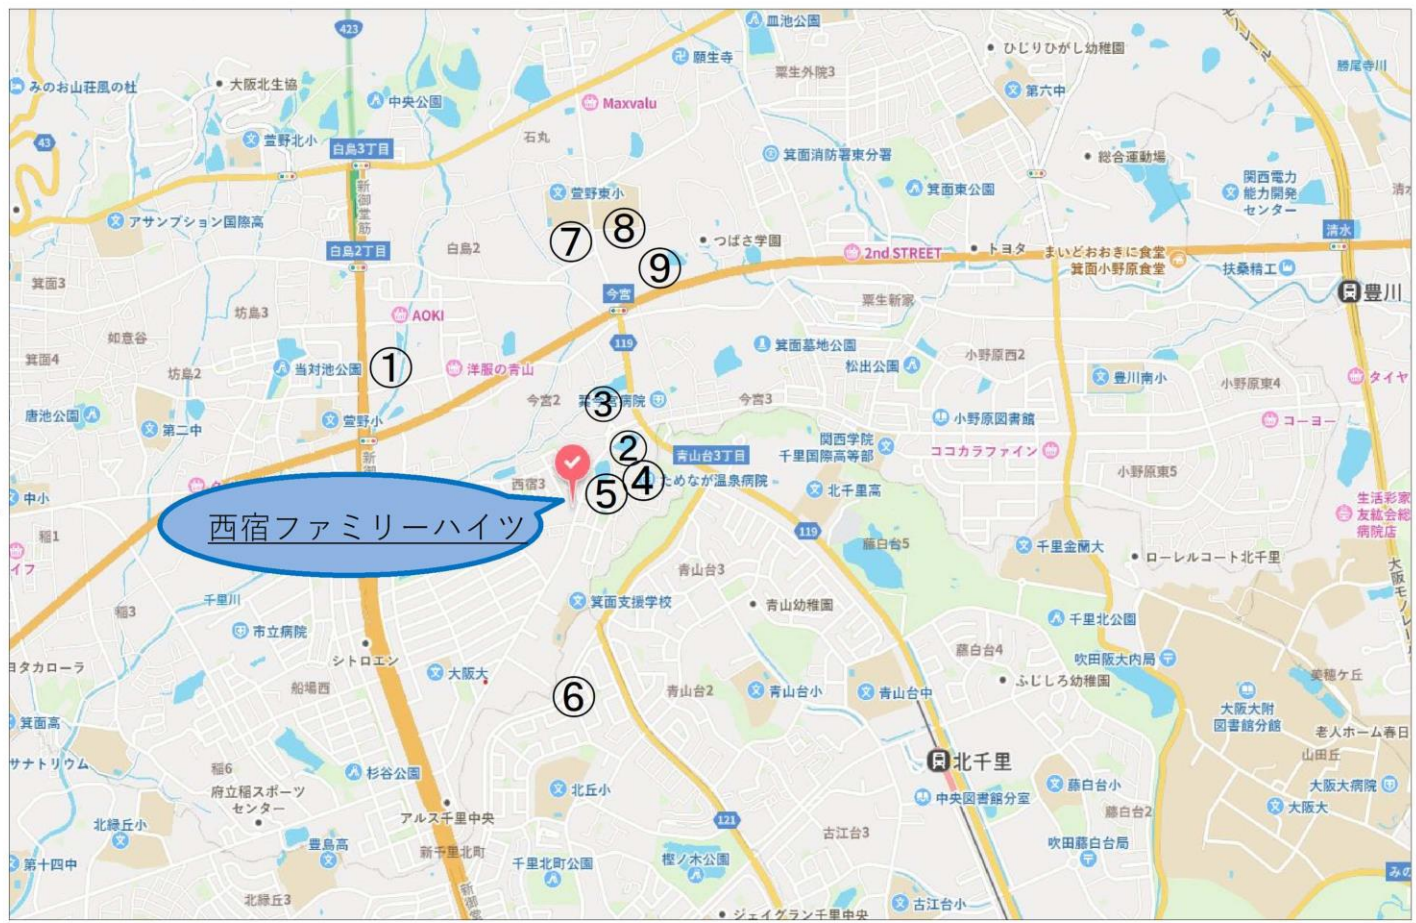 423
皿池公園
ひじりひがし幼稚園
願生寺
粟生外院3
勝尾寺川
みのお山荘風の杜
大阪北生協
中央公園
Maxvalu
第六中
石丸
43
萱野北小
白島3丁目
箕面消防署東分署
総合運動場
関西電力
能力開発
センター
新御堂筋
萱野東小
箕面東公園
アサンプション国際高
⑧
清水
⑦
つばさ学園
白島2丁目
白島2
2nd STREET
トヨタ
まいどおおきに食堂
箕面小野原食堂
扶桑精工
⑨
箕面3
今宮
粟生新家
豊川
坊島3
AOKI
如意谷
119
箕面墓地公園
小野原西2
箕面4
当対池公園
①
洋服の青山
松出公園
坊島2
豊川南小
小野原東4
タイヤ
今宮2
③
今宮3
唐池公園
第二中
萱野小
小野原図書館
コーヨー
②
青山台3丁目
関西学院
千里国際高等部
ココカラファイン
小野原東5
西宿3
④
ためなが温泉病院
⑤
北千里高
中小
生活彩家
友紘会総
病院店
西宿ファミリーハイツ
稲1
119
藤白台5
千里金蘭大
ローレルコート北千里
イフ
青山台3
大阪モノレー
千里川
稲3
箕面支援学校
青山幼稚園
千里北公園
市立病院
藤白台4
ヨタカローラ
シトロエン
吹田阪大内局
大阪大
ふじしろ幼稚園
美穂ケ丘
船場西
⑥
青山台2
青山台小
青山台中
大阪大附
図書館分館
箕面高
老人ホーム春日
サナトリウム
稲6
杉谷公園
北千里
山田丘
府立稲スポーツ
センター
北丘小
中央図書館分室
藤白台小
大阪大病院
大阪大
アルス千里中央
藤白台2
北緑丘小
121
古江台3
豊島高
新千里北町
吹田藤白台局
第十四中
千里北町公園
樫ノ木公園
みの
北緑丘3
新御堂
古江台小
ジェイグラン千里中央